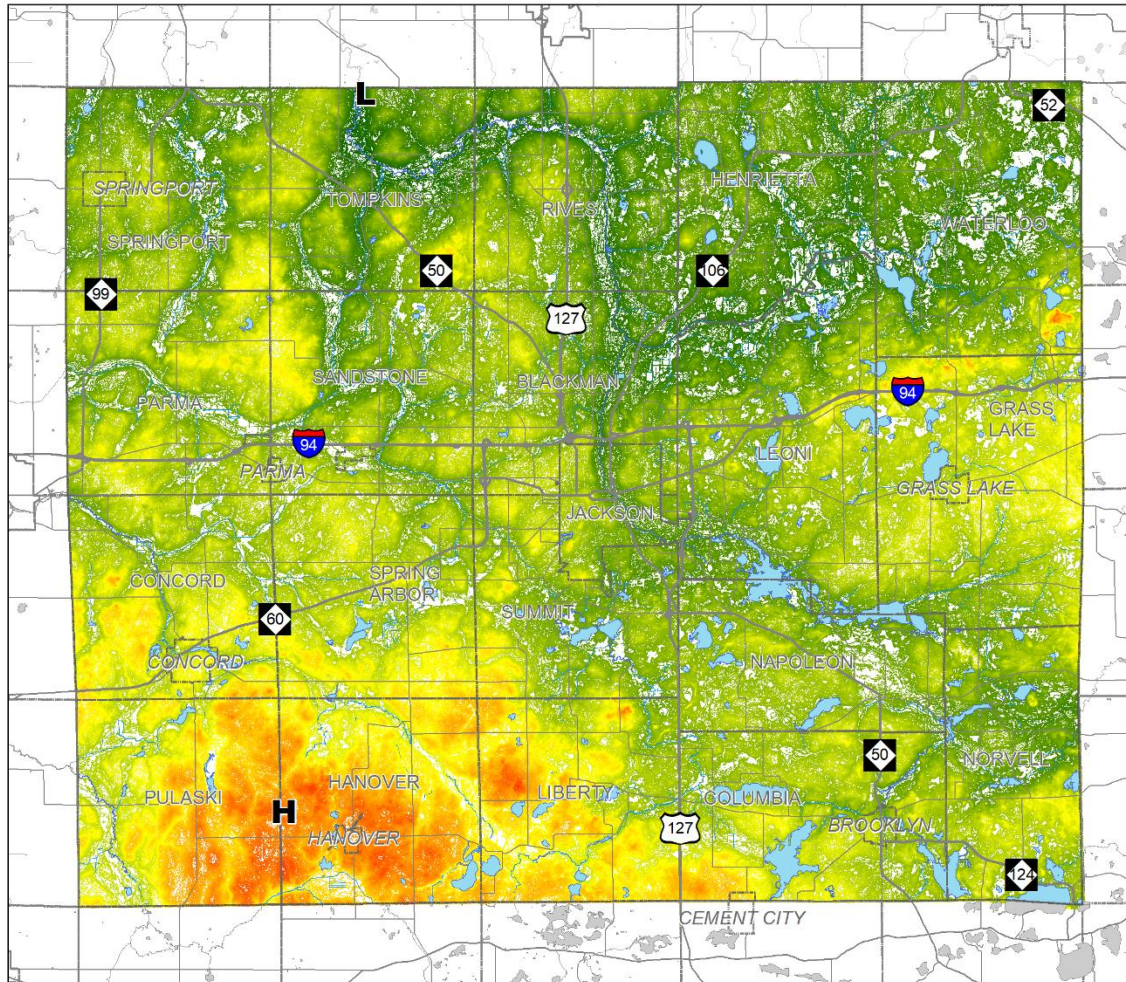 L
52
SPRINGPORT
TOMPKINS
HENRIETTA
RIVES
WATERLOO
SPRINGPORT
99
50
106
127
SANDSTONE
BLACKMAN
94
PARMA
GRASS
LAKE
94
PARMA
LEONI
GRASS LAKE
JACKSON
CONCORD
SPRING
ARBOR
SUMMIT
60
CONCORD
NAPOLEON
50
NORVELL
HANOVER
PULASKI
LIBERTY
COLUMBIA
H
HANOVER
127
BROOKLYN
124
CEMENT CITY